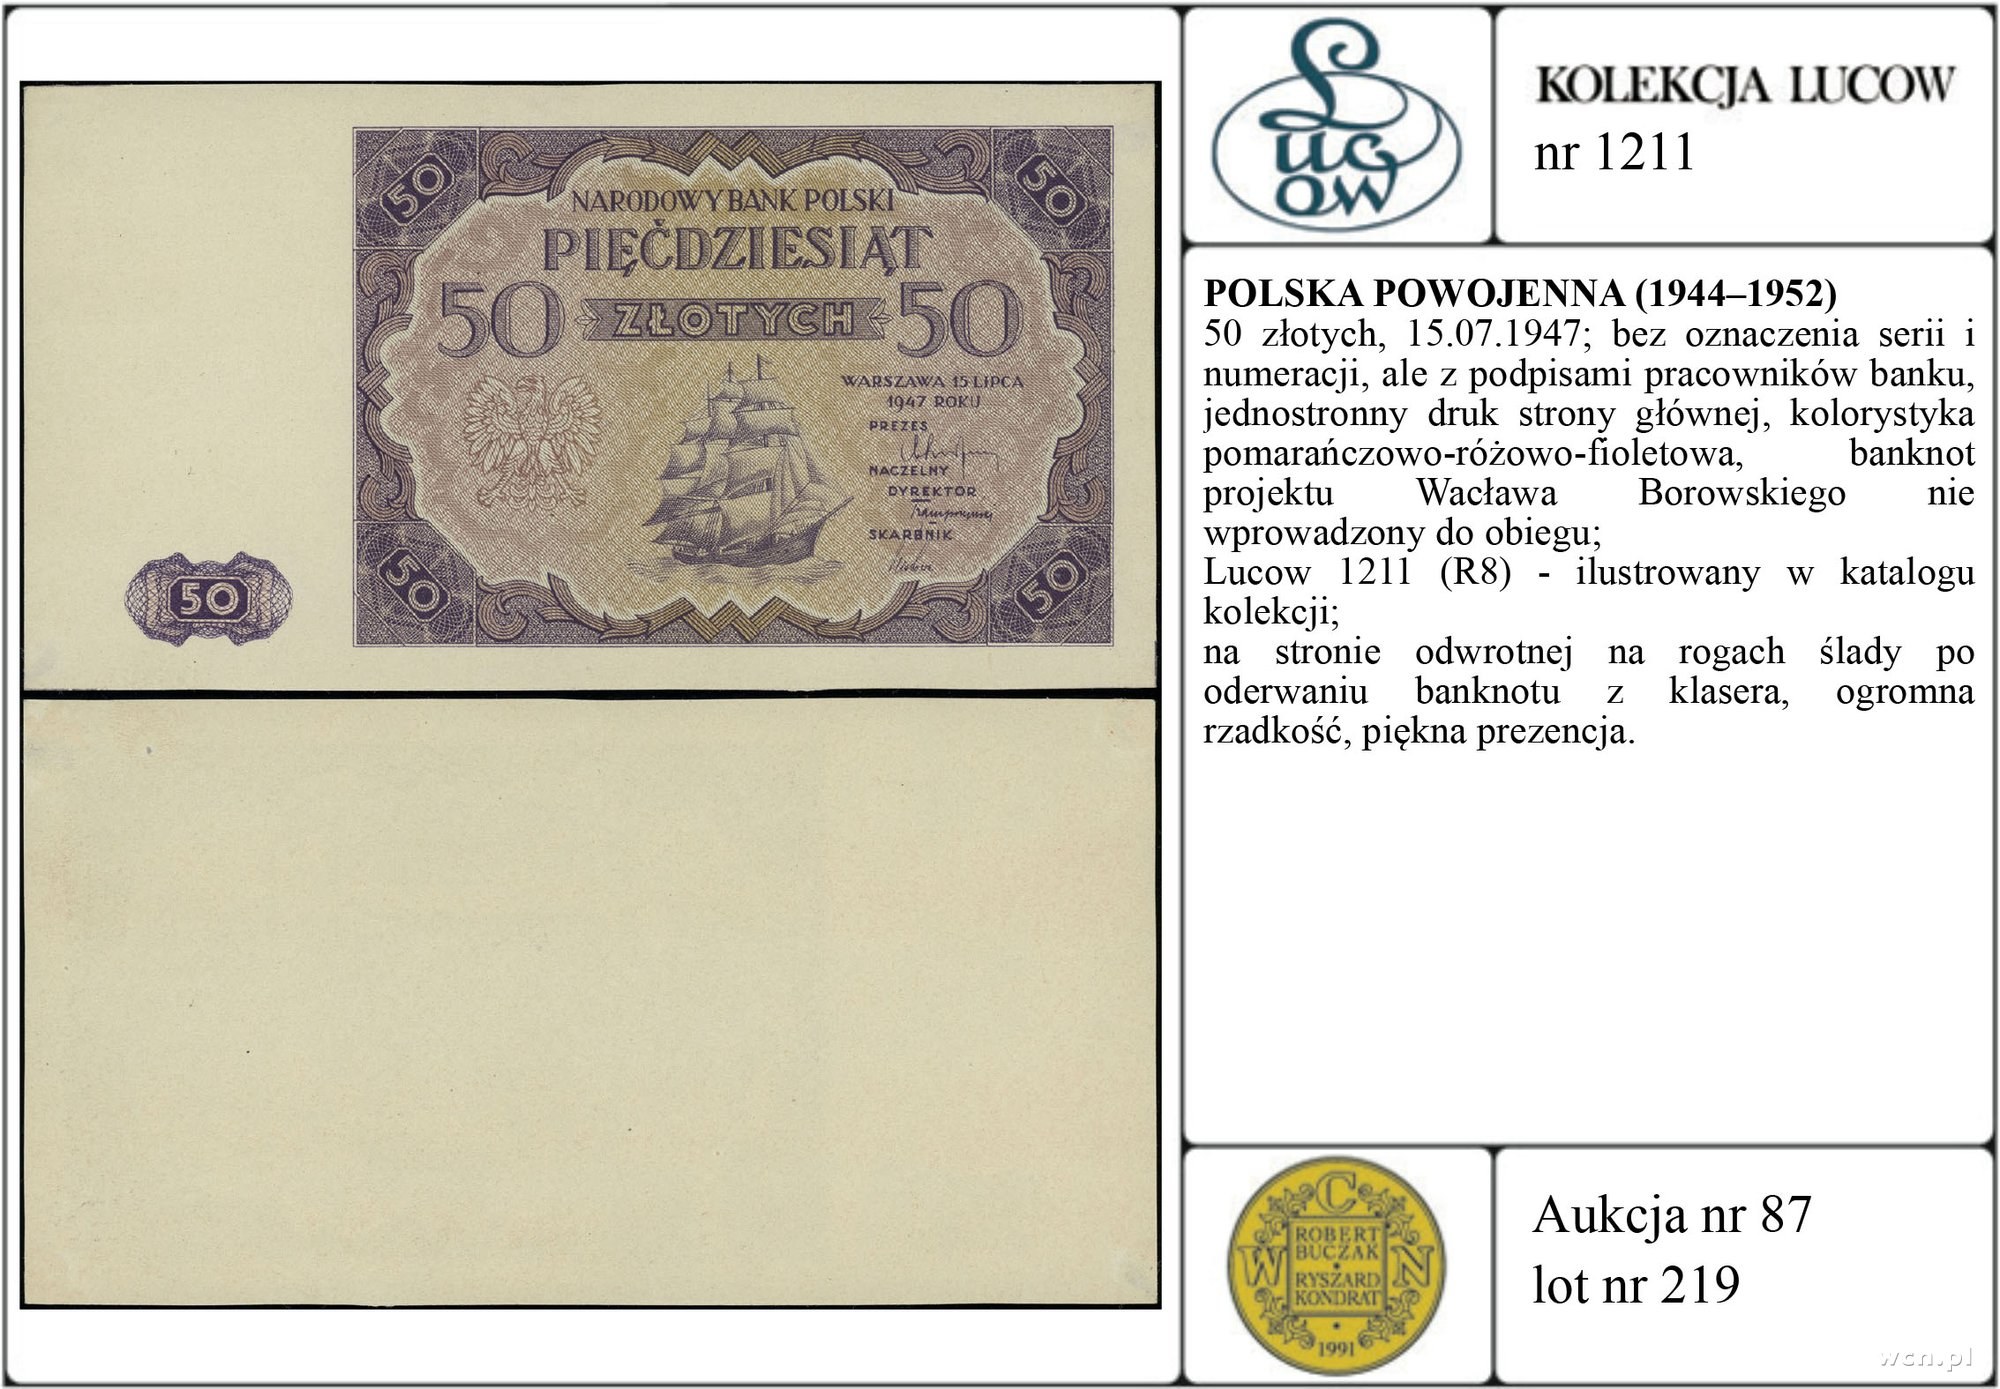 50
50
NARODOWY BANK POLSKI
PIĘĆDZIESIĄT
50 ZŁOTYCH 50
WARSZAWA 15 LIPCA
1947 ROKU
PREZES
NACZELNY
DYREKTOR
SKARBNIK
50
50
50
Lucow
KOLEKCJA LUCOW
nr 1211
POLSKA POWOJENNA (1944–1952)
50 złotych, 15.07.1947; bez oznaczenia serii i
numeracji, ale z podpisami pracowników banku,
jednostronny druk strony głównej, kolorystyka
pomarańczowo-różowo-fioletowa, banknot
projektu Wacława Borowskiego nie
wprowadzony do obiegu;
Lucow 1211 (R8) - ilustrowany w katalogu
kolekcji;
na stronie odwrotnej na rogach ślady po
oderwaniu banknotu z klasera, ogromna
rzadkość, piękna prezencja.
W C N
ROBERT
BUCZAK
RYSZARD
KONDRAT
1991
Aukcja nr 87
lot nr 219
wcn.pl